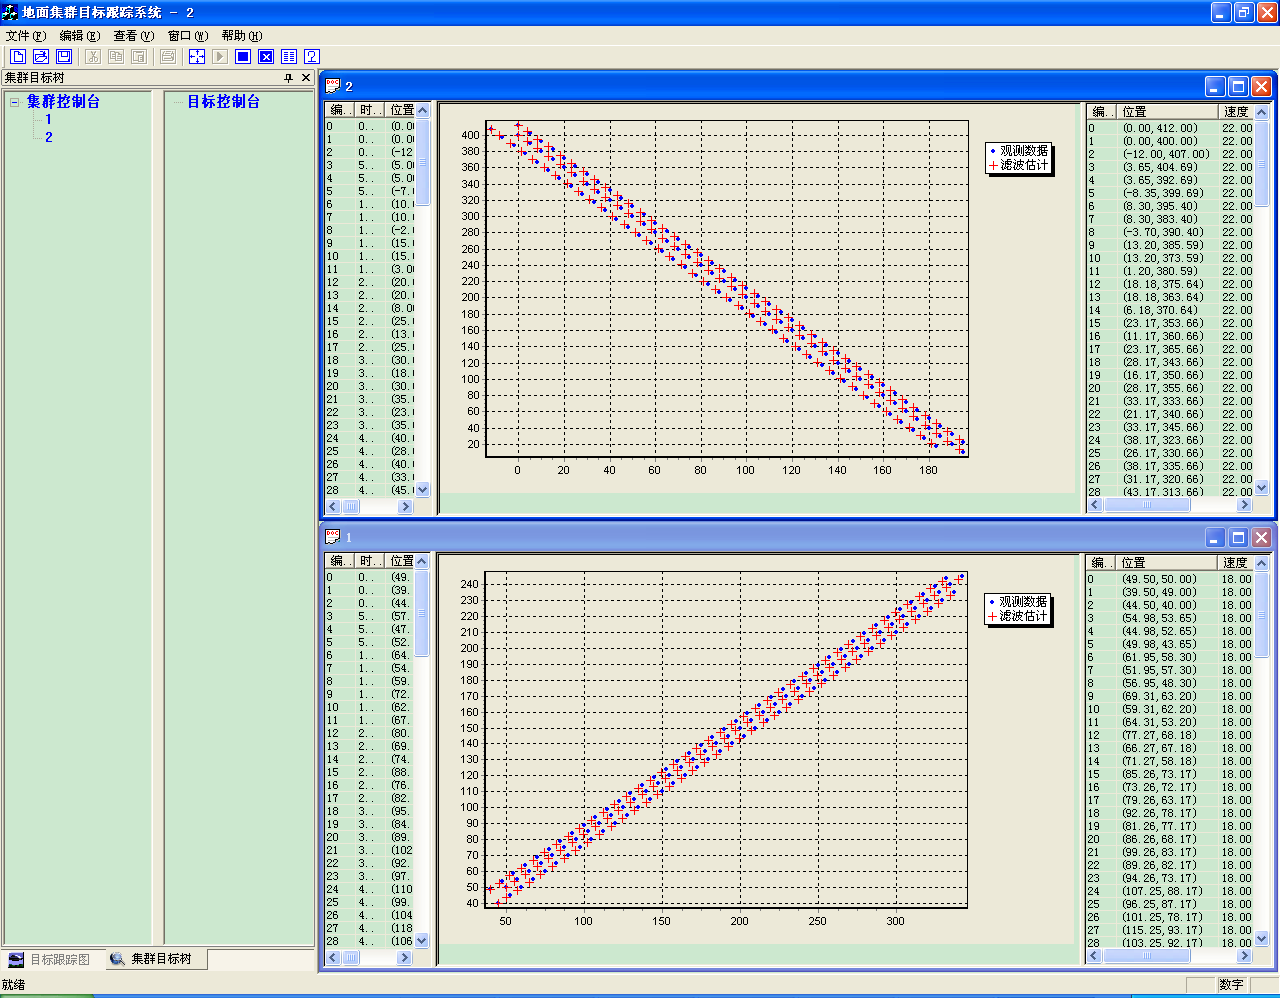 地面集群目标跟踪系统 - 2
文件(F) 编辑(E) 查看(V) 窗口(W) 帮助(H)
集群目标树
集群控制台
1
2
目标控制台
目标跟踪图 集群目标树
就绪
数字
2
编.. 时.. 位置
0 0.. (0.00
1 0.. (0.00
2 0.. (-12
3 5.. (5.00
4 5.. (5.00
5 5.. (-7.
6 1.. (10.
7 1.. (10.
8 1.. (-2.
9 1.. (15.
10 1.. (15.
11 1.. (3.00
12 2.. (20.
13 2.. (20.
14 2.. (8.00
15 2.. (25.
16 2.. (13.
17 2.. (25.
18 3.. (30.
19 3.. (18.
20 3.. (30.
21 3.. (35.
22 3.. (23.
23 3.. (35.
24 4.. (40.
25 4.. (28.
26 4.. (40.
27 4.. (33.
28 4.. (45.
400
380
360
340
320
300
280
260
240
220
200
180
160
140
120
100
80
60
40
20
0 20 40 60 80 100 120 140 160 180
观测数据
滤波估计
编.. 位置 速度
0 (0.00,412.00) 22.00
1 (0.00,400.00) 22.00
2 (-12.00,407.00) 22.00
3 (3.65,404.69) 22.00
4 (3.65,392.69) 22.00
5 (-8.35,399.69) 22.00
6 (8.30,395.40) 22.00
7 (8.30,383.40) 22.00
8 (-3.70,390.40) 22.00
9 (13.20,385.59) 22.00
10 (13.20,373.59) 22.00
11 (1.20,380.59) 22.00
12 (18.18,375.64) 22.00
13 (18.18,363.64) 22.00
14 (6.18,370.64) 22.00
15 (23.17,353.66) 22.00
16 (11.17,360.66) 22.00
17 (23.17,365.66) 22.00
18 (28.17,343.66) 22.00
19 (16.17,350.66) 22.00
20 (28.17,355.66) 22.00
21 (33.17,333.66) 22.00
22 (21.17,340.66) 22.00
23 (33.17,345.66) 22.00
24 (38.17,323.66) 22.00
25 (26.17,330.66) 22.00
26 (38.17,335.66) 22.00
27 (31.17,320.66) 22.00
28 (43.17,313.66) 22.00
1
编.. 时.. 位置
0 0.. (49.
1 0.. (39.
2 0.. (44.
3 5.. (57.
4 5.. (47.
5 5.. (52.
6 1.. (64.
7 1.. (54.
8 1.. (59.
9 1.. (72.
10 1.. (62.
11 1.. (67.
12 2.. (80.
13 2.. (69.
14 2.. (74.
15 2.. (88.
16 2.. (76.
17 2.. (82.
18 3.. (95.
19 3.. (84.
20 3.. (89.
21 3.. (102
22 3.. (92.
23 3.. (97.
24 4.. (110
25 4.. (99.
26 4.. (104
27 4.. (118
28 4.. (106
240
230
220
210
200
190
180
170
160
150
140
130
120
110
100
90
80
70
60
50
40
50 100 150 200 250 300
观测数据
滤波估计
编.. 位置 速度
0 (49.50,50.00) 18.00
1 (39.50,49.00) 18.00
2 (44.50,40.00) 18.00
3 (54.98,53.65) 18.00
4 (44.98,52.65) 18.00
5 (49.98,43.65) 18.00
6 (61.95,58.30) 18.00
7 (51.95,57.30) 18.00
8 (56.95,48.30) 18.00
9 (69.31,63.20) 18.00
10 (59.31,62.20) 18.00
11 (64.31,53.20) 18.00
12 (77.27,68.18) 18.00
13 (66.27,67.18) 18.00
14 (71.27,58.18) 18.00
15 (85.26,73.17) 18.00
16 (73.26,72.17) 18.00
17 (79.26,63.17) 18.00
18 (92.26,78.17) 18.00
19 (81.26,77.17) 18.00
20 (86.26,68.17) 18.00
21 (99.26,83.17) 18.00
22 (89.26,82.17) 18.00
23 (94.26,73.17) 18.00
24 (107.25,88.17) 18.00
25 (96.25,87.17) 18.00
26 (101.25,78.17) 18.00
27 (115.25,93.17) 18.00
28 (103.25,92.17) 18.00